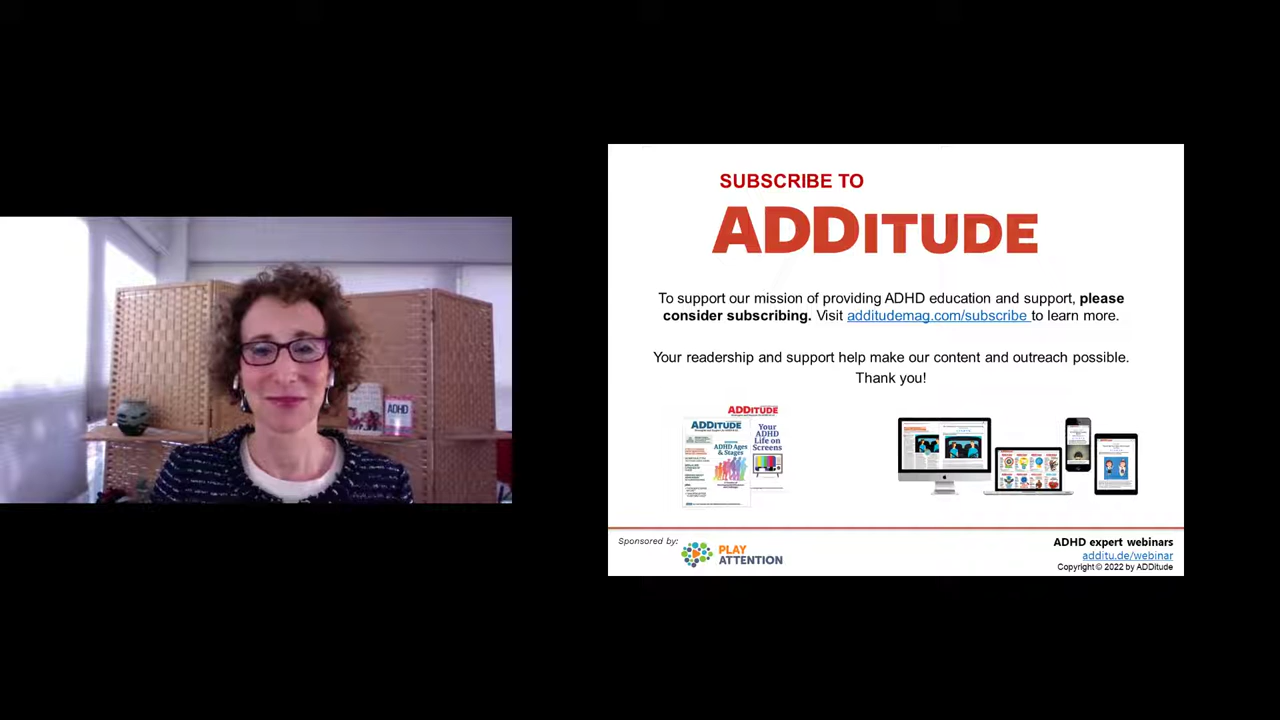 SUBSCRIBE TO
ADDITUDE
To support our mission of providing ADHD education and support, please
consider subscribing. Visit additudemag.com/subscribe to learn more.
Your readership and support help make our content and outreach possible.
Thank you!
ADHD
ADDITUDE
ADDITUDE
Your
ADHD
Life on
Screens
ADHD Ages
& Stages
Sponsored by:
PLAY
ATTENTION
ADHD expert webinars
additu.de/webinar
Copyright © 2022 by ADDitude